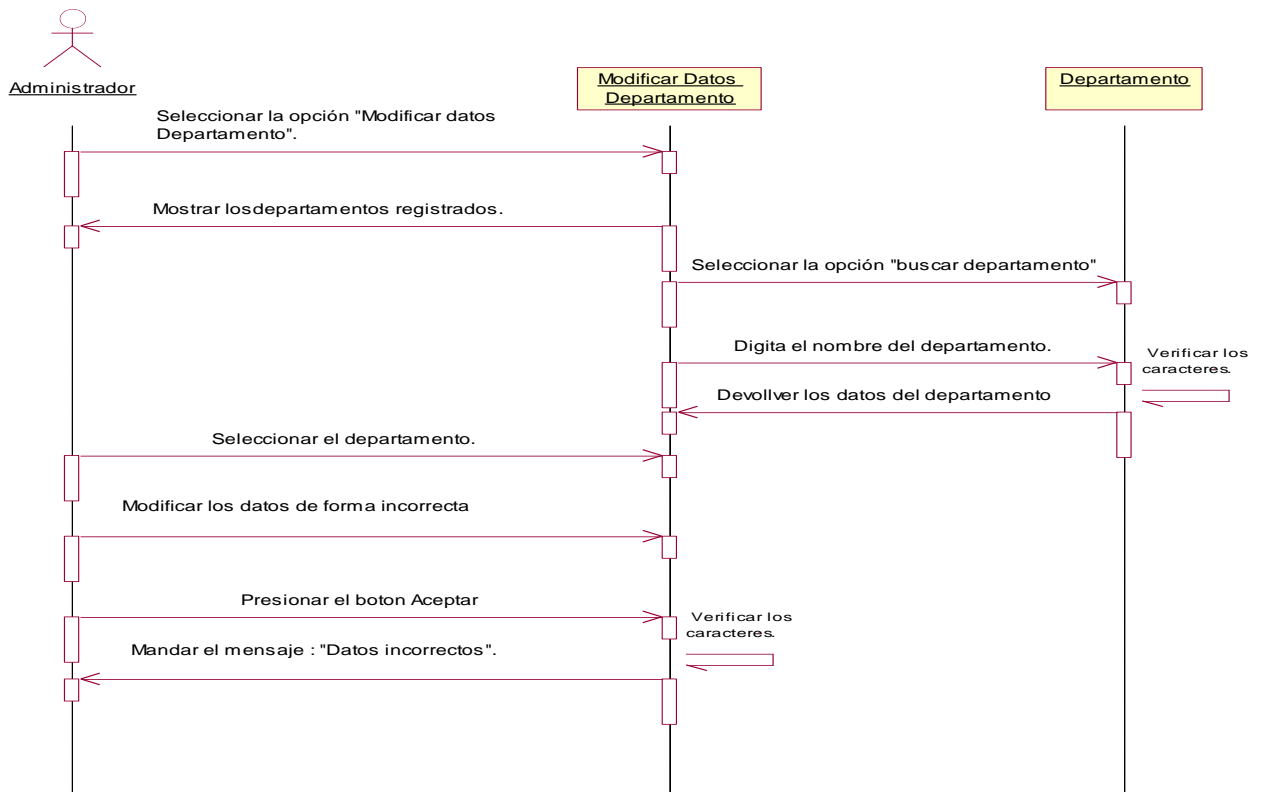 Administrador
Modificar Datos
Departamento
Departamento
Seleccionar la opción "Modificar datos
Departamento".
Mostrar losdepartamentos registrados.
Seleccionar la opción "buscar departamento"
Digita el nombre del departamento.
Verificar los
caracteres.
Devollver los datos del departamento
Seleccionar el departamento.
Modificar los datos de forma incorrecta
Presionar el boton Aceptar
Verificar los
caracteres.
Mandar el mensaje : "Datos incorrectos".